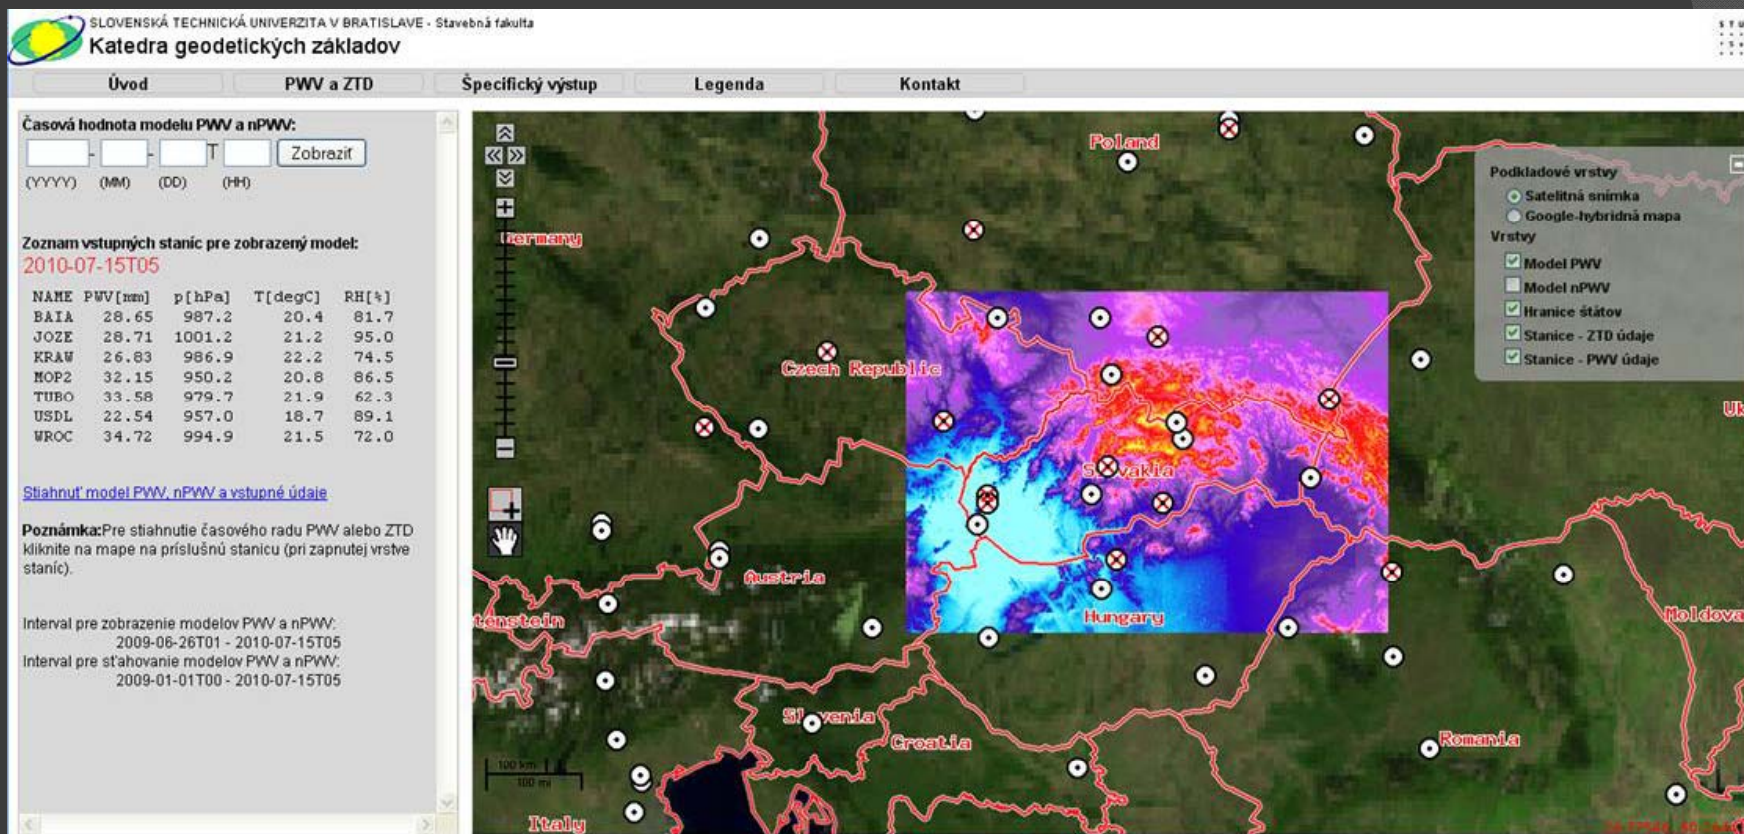 SLOVENSKÁ TECHNICKÁ UNIVERZITA V BRATISLAVE - Stavebná fakulta
Katedra geodetických základov
Úvod PWV a ZTD Špecifický výstup Legenda Kontakt
Časová hodnota modelu PWV a nPWV:
- - T Zobraziť
(YYYY) (MM) (DD) (HH)
Zoznam vstupných staníc pre zobrazený model:
2010-07-15T05
NAME PWV[mm] p[hPa] T[degC] RH[%]
BAIA 28.65 987.2 20.4 81.7
JOZE 28.71 1001.2 21.2 95.0
KRAW 26.83 986.9 22.2 74.5
MOP2 32.15 950.2 20.8 86.5
TUBO 33.58 979.7 21.9 62.3
USDL 22.54 957.0 18.7 89.1
WROC 34.72 994.9 21.5 72.0
Stiahnuť model PWV, nPWV a vstupné údaje
Poznámka:Pre stiahnutie časového radu PWV alebo ZTD
kliknite na mape na príslušnú stanicu (pri zapnutej vrstve
staníc).
Interval pre zobrazenie modelov PWV a nPWV:
2009-06-26T01 - 2010-07-15T05
Interval pre sťahovanie modelov PWV a nPWV:
2009-01-01T00 - 2010-07-15T05
Poland
Germany
Czech Republic
Slovakia
Austria
Hungary
Slovenia
Croatia
Romania
Moldova
Italy
100 km
100 mi
Podkladové vrstvy
Satelitná snímka
Google-hybridná mapa
Vrstvy
Model PWV
Model nPWV
Hranice štátov
Stanice - ZTD údaje
Stanice - PWV údaje
Uk